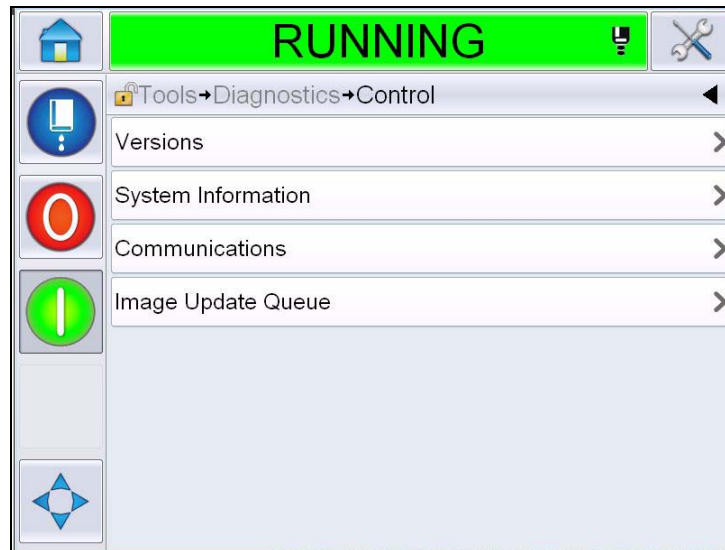 RUNNING
Tools→Diagnostics→Control
Versions
System Information
Communications
Image Update Queue